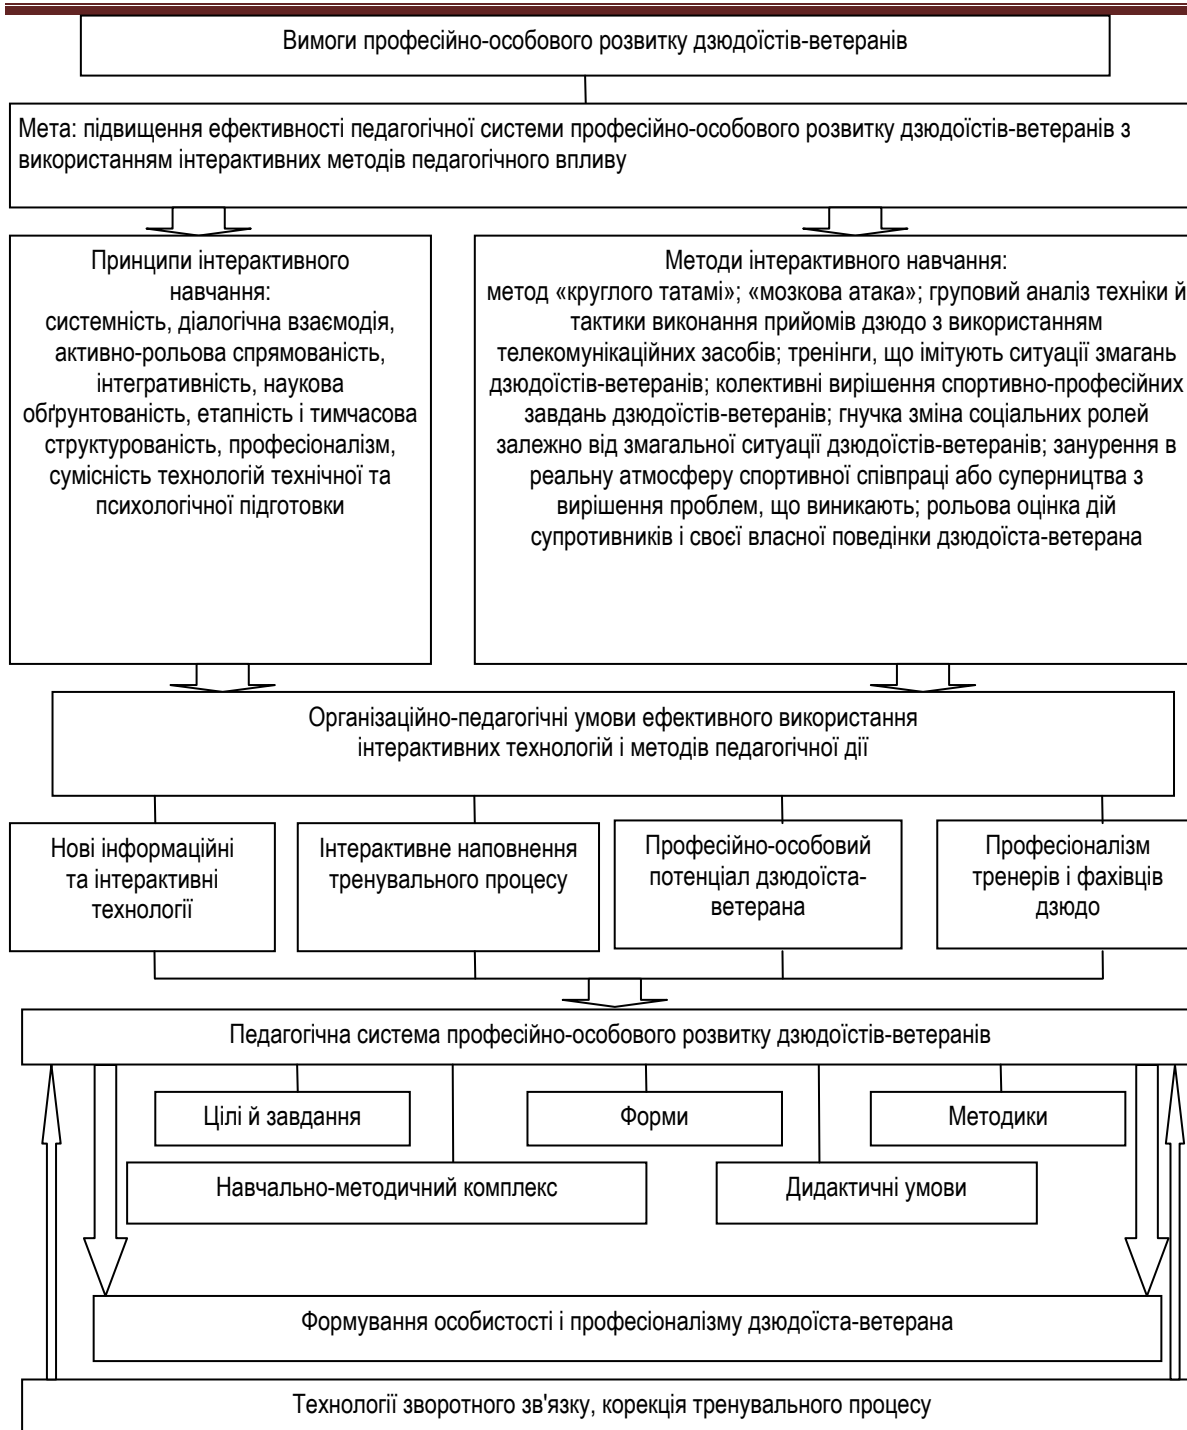 Вимоги професійно-особового розвитку дзюдоїстів-ветеранів
Мета: підвищення ефективності педагогічної системи професійно-особового розвитку дзюдоїстів-ветеранів з
використанням інтерактивних методів педагогічного впливу
Принципи інтерактивного
навчання:
системність, діалогічна взаємодія,
активно-рольова спрямованість,
інтегративність, наукова
обґрунтованість, етапність і тимчасова
структурованість, професіоналізм,
сумісність технологій технічної та
психологічної підготовки
Методи інтерактивного навчання:
метод «круглого татамі»; «мозкова атака»; груповий аналіз техніки й
тактики виконання прийомів дзюдо з використанням
телекомунікаційних засобів; тренінги, що імітують ситуації змагань
дзюдоїстів-ветеранів; колективні вирішення спортивно-професійних
завдань дзюдоїстів-ветеранів; гнучка зміна соціальних ролей
залежно від змагальної ситуації дзюдоїстів-ветеранів; занурення в
реальну атмосферу спортивної співпраці або суперництва з
вирішення проблем, що виникають; рольова оцінка дій
супротивників і своєї власної поведінки дзюдоїста-ветерана
Організаційно-педагогічні умови ефективного використання
інтерактивних технологій і методів педагогічної дії
Нові інформаційні
та інтерактивні
технології
Інтерактивне наповнення
тренувального процесу
Професійно-особовий
потенціал дзюдоїста-
ветерана
Професіоналізм
тренерів і фахівців
дзюдо
Педагогічна система професійно-особового розвитку дзюдоїстів-ветеранів
Цілі й завдання
Форми
Методики
Навчально-методичний комплекс
Дидактичні умови
Формування особистості і професіоналізму дзюдоїста-ветерана
Технології зворотного зв'язку, корекція тренувального процесу